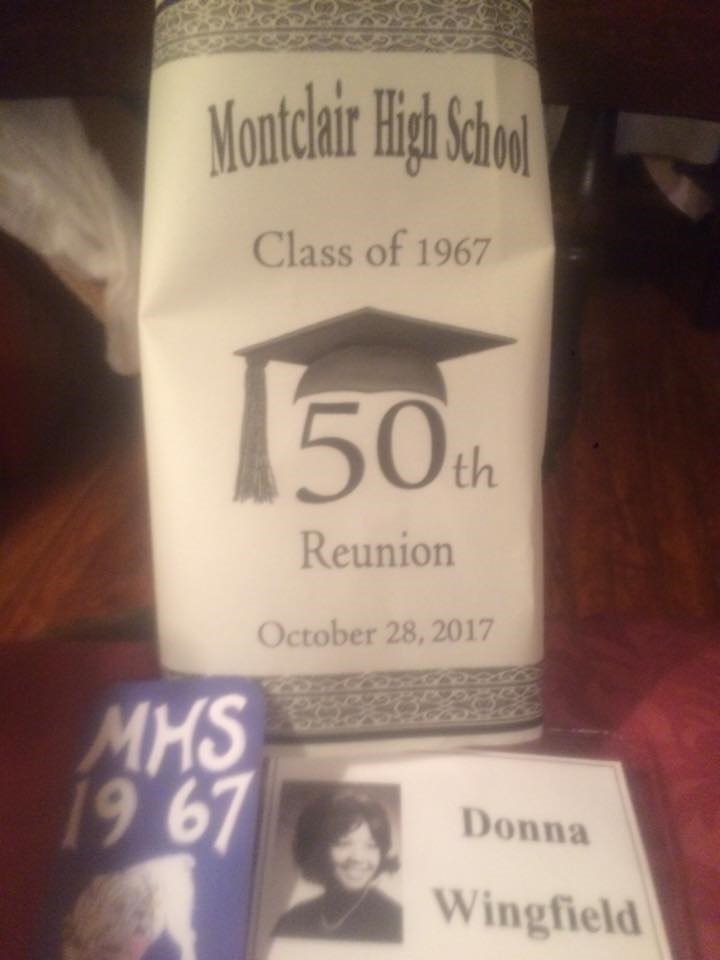 Montclair High School
Class of 1967
50th
Reunion
October 28, 2017
MHS
1967
Donna
Wingfield